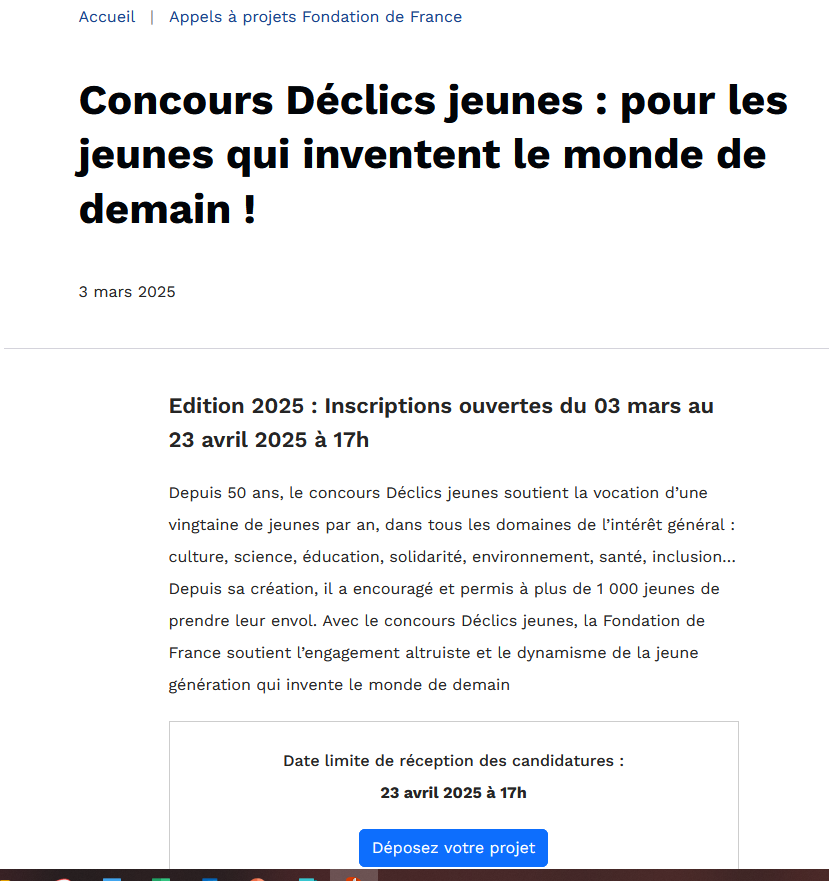 Accueil | Appels à projets Fondation de France
Concours Déclics jeunes : pour les
jeunes qui inventent le monde de
demain !
3 mars 2025
Edition 2025 : Inscriptions ouvertes du 03 mars au
23 avril 2025 à 17h
Depuis 50 ans, le concours Déclics jeunes soutient la vocation d’une
vingtaine de jeunes par an, dans tous les domaines de l’intérêt général :
culture, science, éducation, solidarité, environnement, santé, inclusion…
Depuis sa création, il a encouragé et permis à plus de 1 000 jeunes de
prendre leur envol. Avec le concours Déclics jeunes, la Fondation de
France soutient l’engagement altruiste et le dynamisme de la jeune
génération qui invente le monde de demain
Date limite de réception des candidatures :
23 avril 2025 à 17h
Déposez votre projet